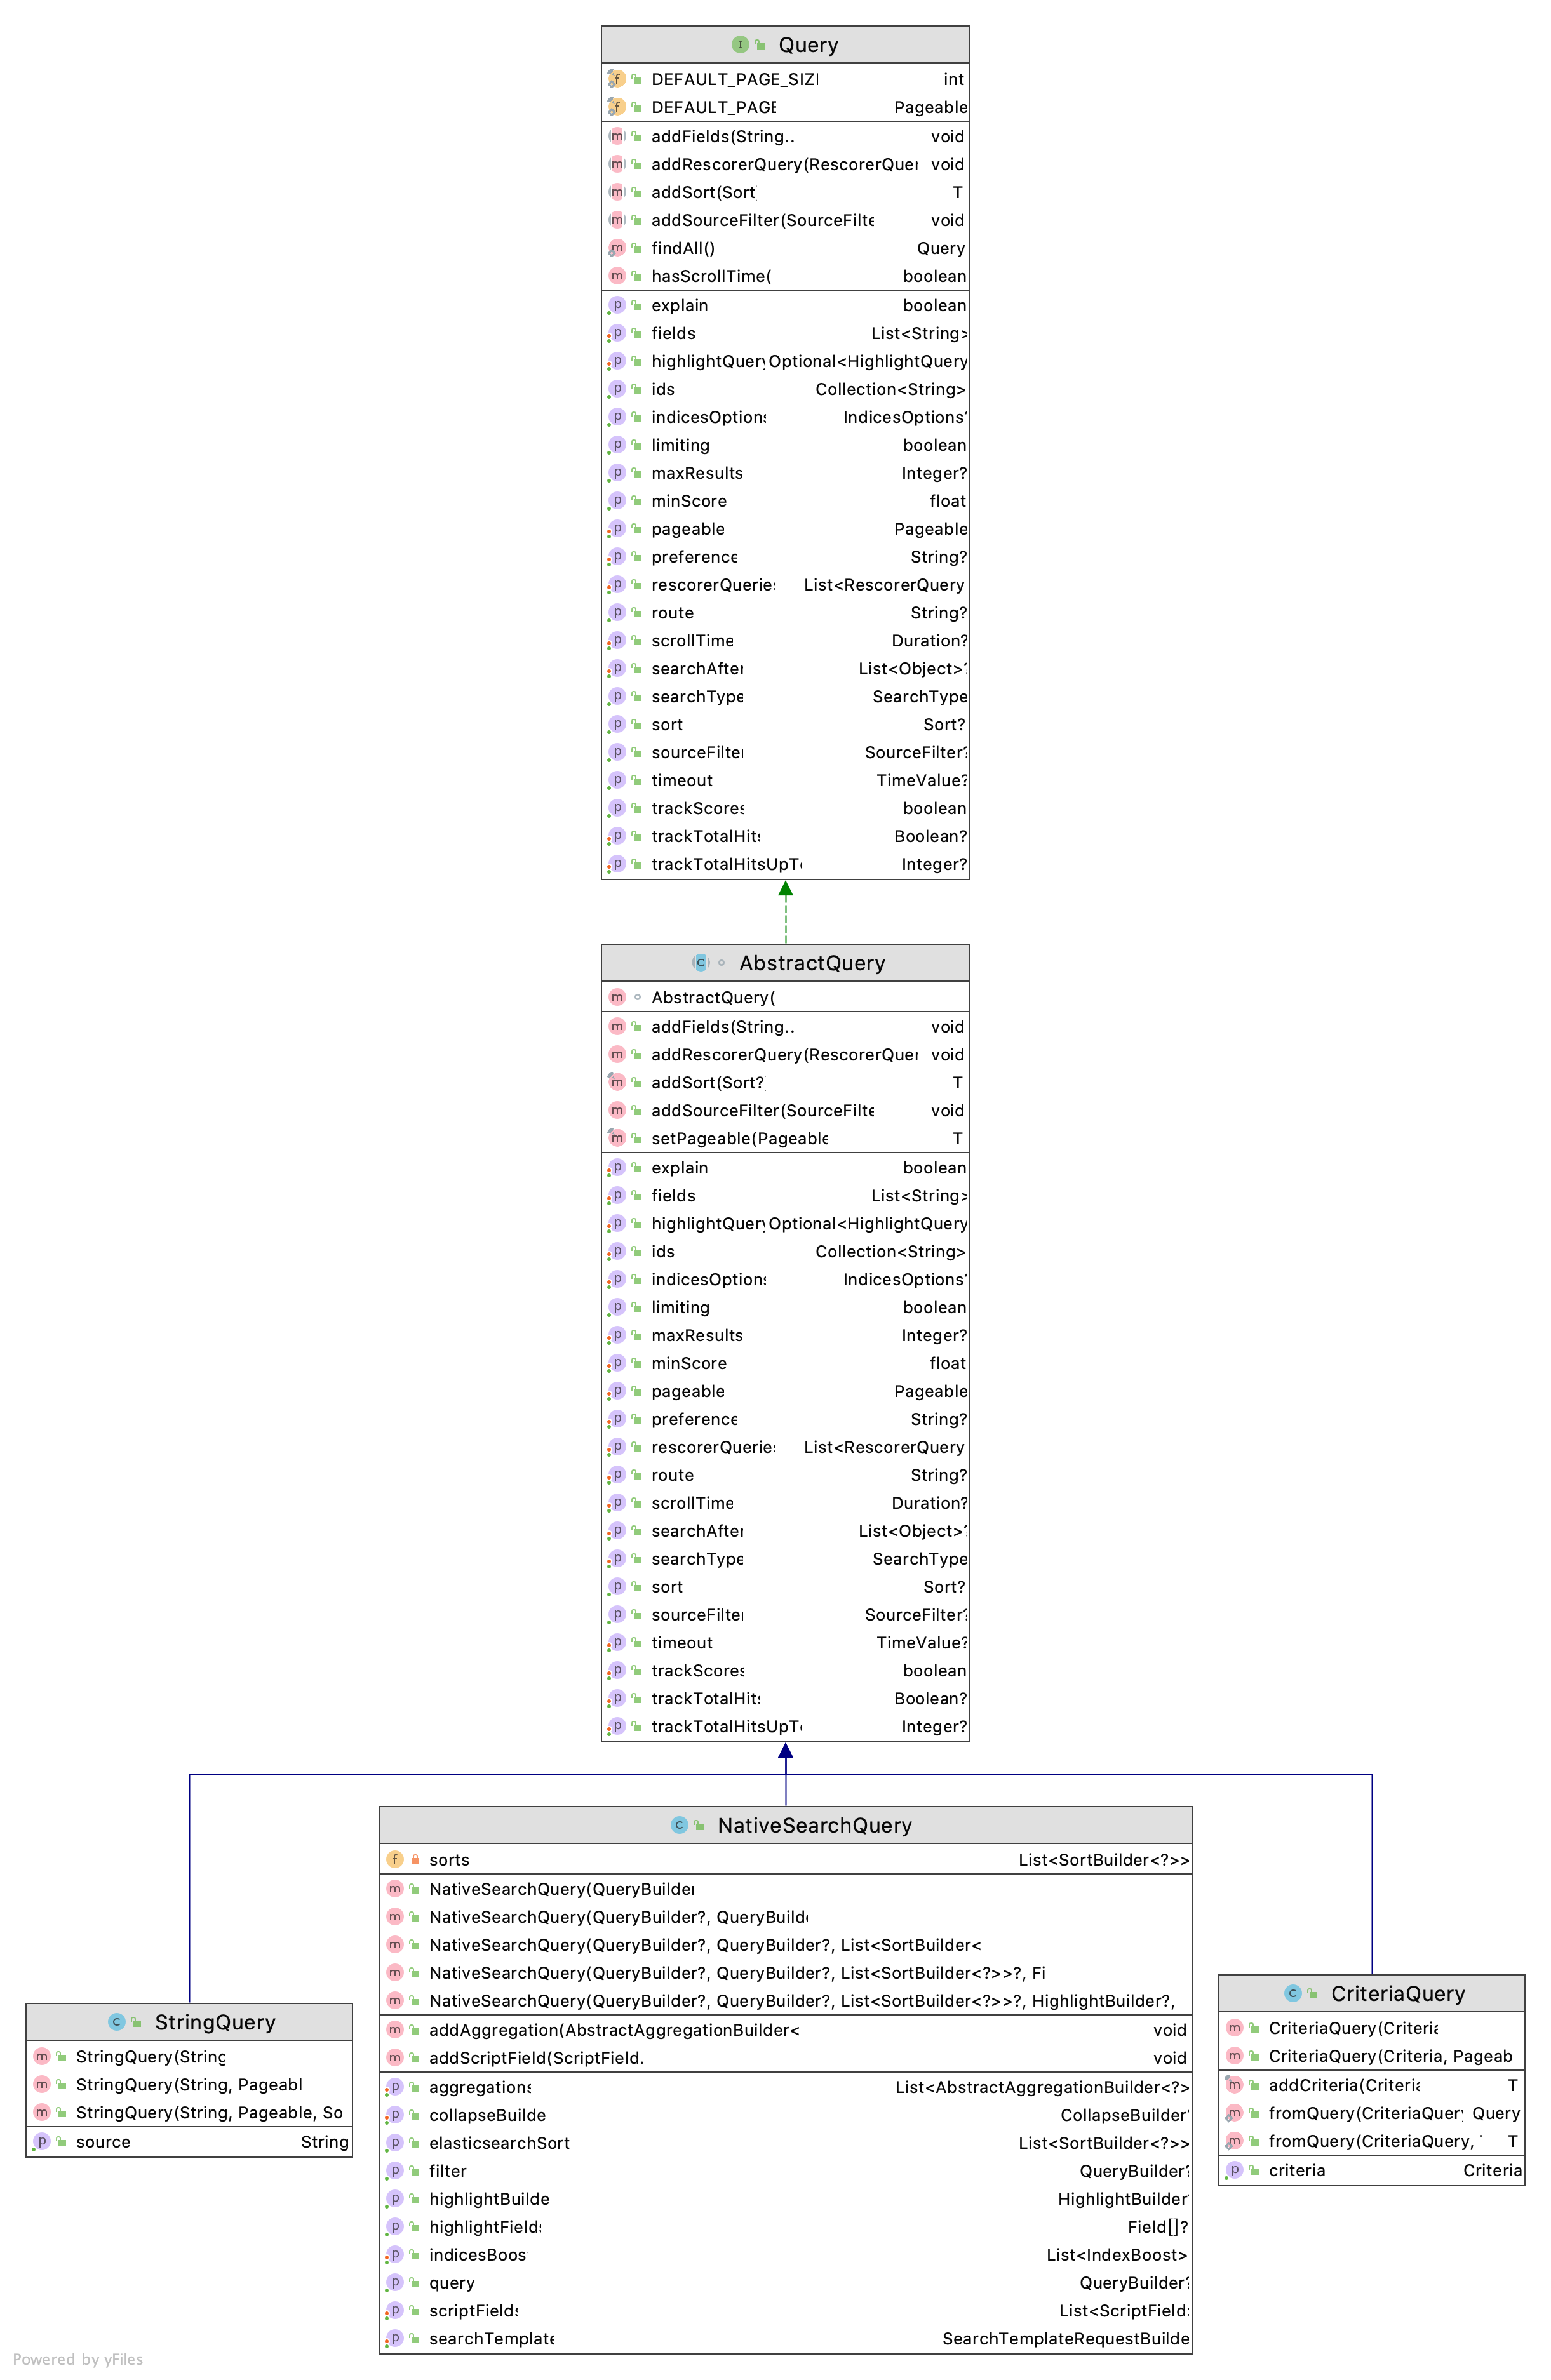 Query
DEFAULT_PAGE_SIZI int
DEFAULT_PAGE Pageable
addFields(String.. void
addRescorerQuery(RescorerQuer void
addSort(Sort T
addSourceFilter(SourceFilte void
findAll() Query
hasScrollTime( boolean
explain boolean
fields List<String>
highlightQuery Optional<HighlightQuery
ids Collection<String>
indicesOptions IndicesOptions?
limiting boolean
maxResults Integer?
minScore float
pageable Pageable
preference String?
rescorerQueries List<RescorerQuery
route String?
scrollTime Duration?
searchAfter List<Object>?
searchType SearchType
sort Sort?
sourceFilter SourceFilter?
timeout TimeValue?
trackScores boolean
trackTotalHits Boolean?
trackTotalHitsUpTo Integer?
AbstractQuery
AbstractQuery(
addFields(String.. void
addRescorerQuery(RescorerQuer void
addSort(Sort? T
addSourceFilter(SourceFilte void
setPageable(Pageable T
explain boolean
fields List<String>
highlightQuery Optional<HighlightQuery
ids Collection<String>
indicesOptions IndicesOptions?
limiting boolean
maxResults Integer?
minScore float
pageable Pageable
preference String?
rescorerQueries List<RescorerQuery
route String?
scrollTime Duration?
searchAfter List<Object>?
searchType SearchType
sort Sort?
sourceFilter SourceFilter?
timeout TimeValue?
trackScores boolean
trackTotalHits Boolean?
trackTotalHitsUpTo Integer?
NativeSearchQuery
sorts List<SortBuilder<?>>
NativeSearchQuery(QueryBuilder
NativeSearchQuery(QueryBuilder?, QueryBuilde
NativeSearchQuery(QueryBuilder?, QueryBuilder?, List<SortBuilder<
NativeSearchQuery(QueryBuilder?, QueryBuilder?, List<SortBuilder<?>>?, Fi
NativeSearchQuery(QueryBuilder?, QueryBuilder?, List<SortBuilder<?>>?, HighlightBuilder?,
addAggregation(AbstractAggregationBuilder< void
addScriptField(ScriptField. void
aggregations List<AbstractAggregationBuilder<?>
collapseBuilde CollapseBuilder?
elasticsearchSort List<SortBuilder<?>>
filter QueryBuilder?
highlightBuilde HighlightBuilder?
highlightFields Field[]?
indicesBoost List<IndexBoost>
query QueryBuilder?
scriptFields List<ScriptField>
searchTemplate SearchTemplateRequestBuilde
StringQuery
StringQuery(String
StringQuery(String, Pageabl
StringQuery(String, Pageable, So
source String
CriteriaQuery
CriteriaQuery(Criteria
CriteriaQuery(Criteria, Pageab
addCriteria(Criteria T
fromQuery(CriteriaQuery Query
fromQuery(CriteriaQuery, T
criteria Criteria
Powered by yFiles